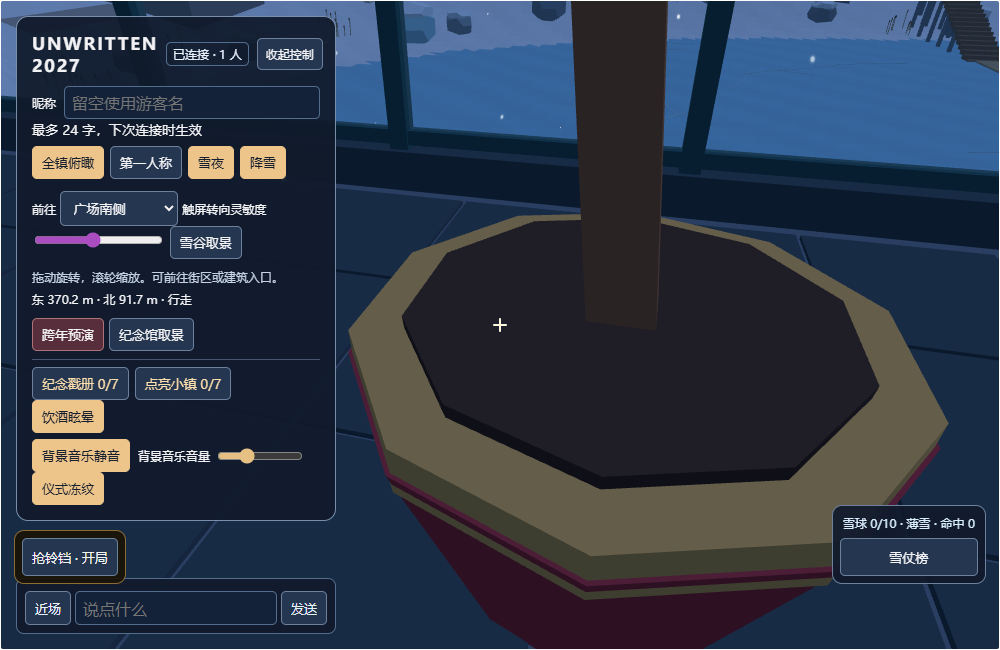 UNWRITTEN
2027
已连接 · 1 人
收起控制
昵称 留空使用游客名
最多 24 字，下次连接时生效
全镇俯瞰 第一人称 雪夜 降雪
前往 广场南侧 触屏转向灵敏度
雪谷取景
拖动旋转，滚轮缩放。可前往街区或建筑入口。
东 370.2 m · 北 91.7 m · 行走
跨年预演 纪念馆取景
纪念戳册 0/7 点亮小镇 0/7
饮酒眩晕
背景音乐静音 背景音乐音量
仪式冻纹
抢铃铛 · 开局
近场 说点什么 发送
雪球 0/10 · 薄雪 · 命中 0
雪仗榜